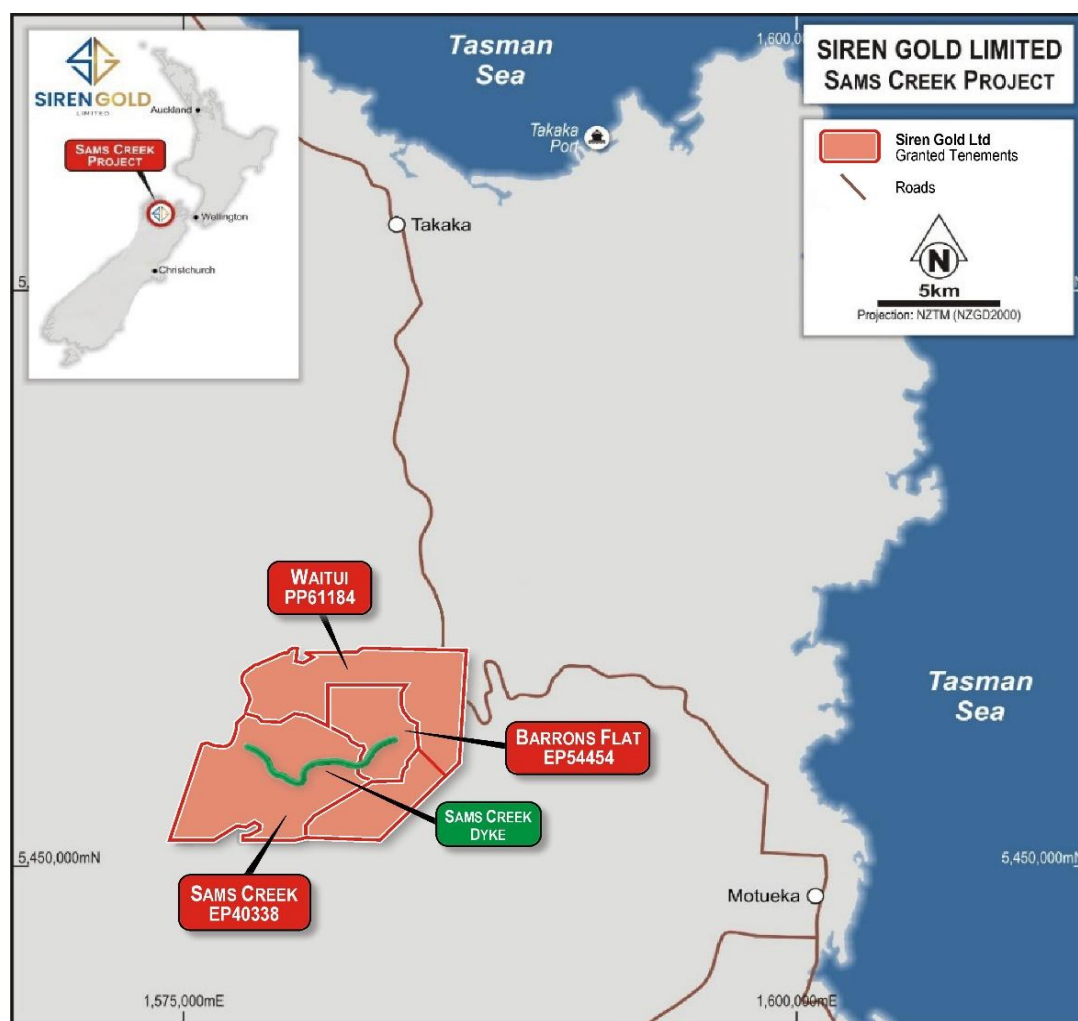 SIREN GOLD
LIMITED
Auckland
SAMS CREEK
PROJECT
Wellington
Christchurch
Tasman
Sea
Takaka
Port
1,600,0
SIREN GOLD LIMITED
SAMS CREEK PROJECT
Siren Gold Ltd
Granted Tenements
Roads
N
5km
Projection: NZTM (NZGD2000)
Takaka
WAITUI
PP61184
BARRONS FLAT
EP54454
SAMS CREEK
DYKE
SAMS CREEK
EP40338
Tasman
Sea
5,450,000mN
5,450,000mN
Motueka
1,575,000mE
1,600,000mE